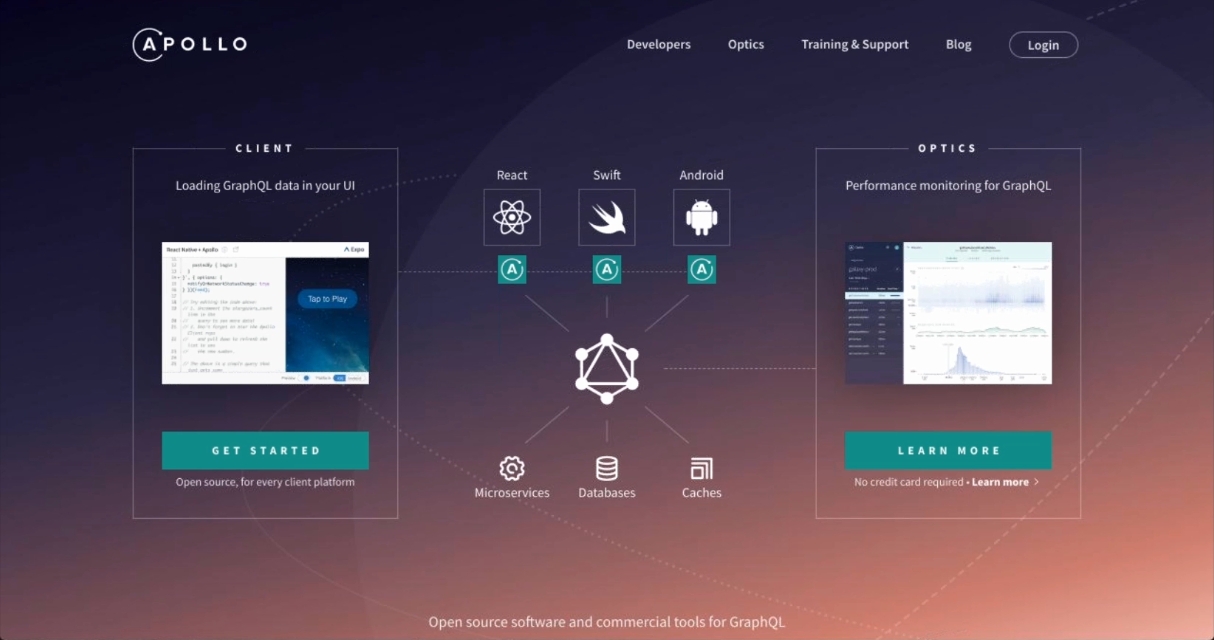 APOLLO
Developers
Optics
Training & Support
Blog
Login
CLIENT
Loading GraphQL data in your UI
React Native + Apollo
Expo
Tap to Play
GET STARTED
Open source, for every client platform
React
Swift
Android
A
A
A
Microservices
Databases
Caches
OPTICS
Performance monitoring for GraphQL
LEARN MORE
No credit card required • Learn more >
Open source software and commercial tools for GraphQL